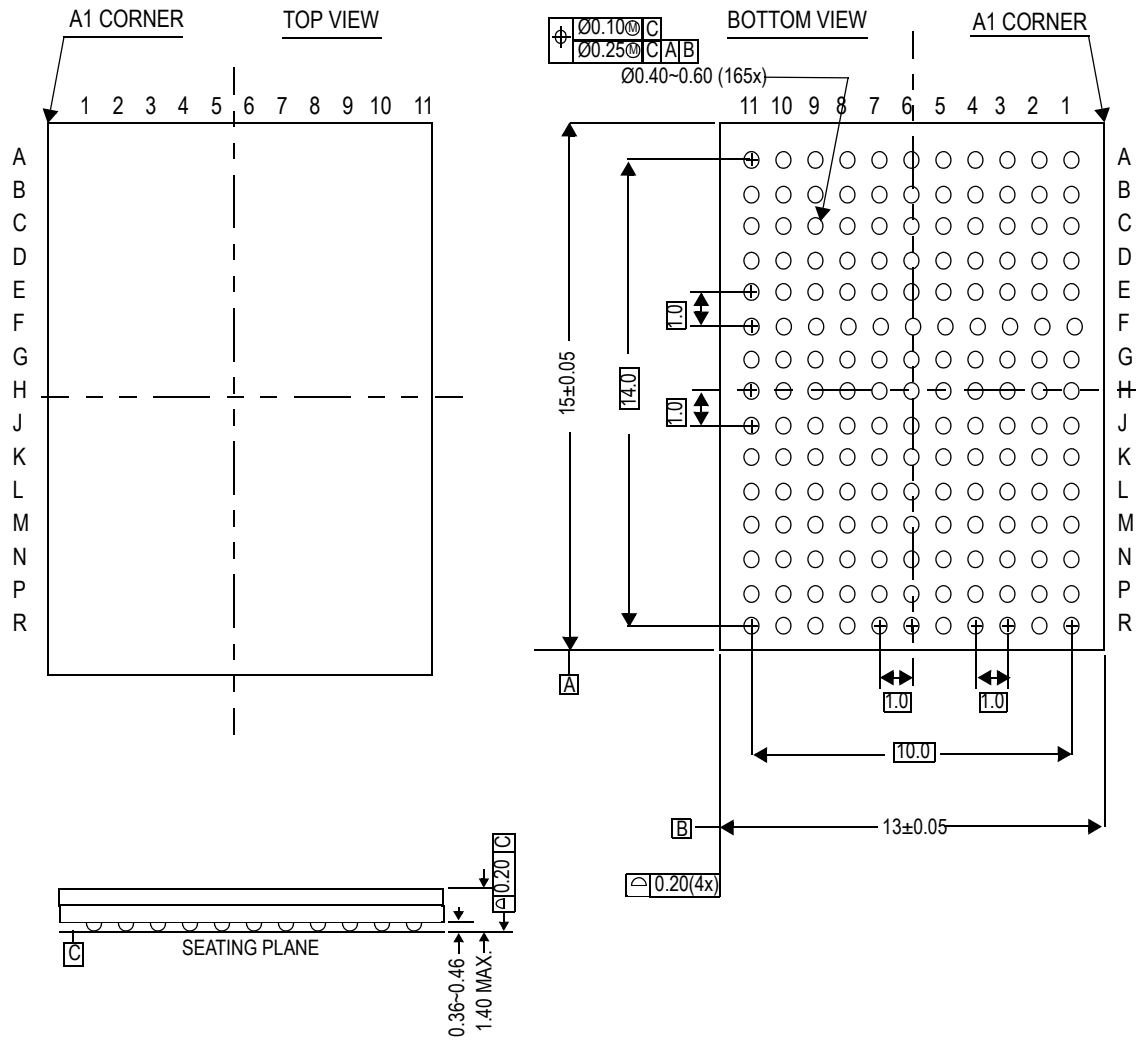 A1 CORNER
TOP VIEW
1 2 3 4 5 6 7 8 9 10 11
A
B
C
D
E
F
G
H
J
K
L
M
N
P
R
Ø0.10Ⓜ C
Ø0.25Ⓜ C A B
Ø0.40~0.60 (165x)
BOTTOM VIEW
A1 CORNER
11 10 9 8 7 6 5 4 3 2 1
A
B
C
D
E
F
G
H
J
K
L
M
N
P
R
15±0.05
14.0
1.0
1.0
A
1.0
1.0
10.0
B
13±0.05
0.20(4x)
0.20 C
C
SEATING PLANE
0.36~0.46
1.40 MAX.